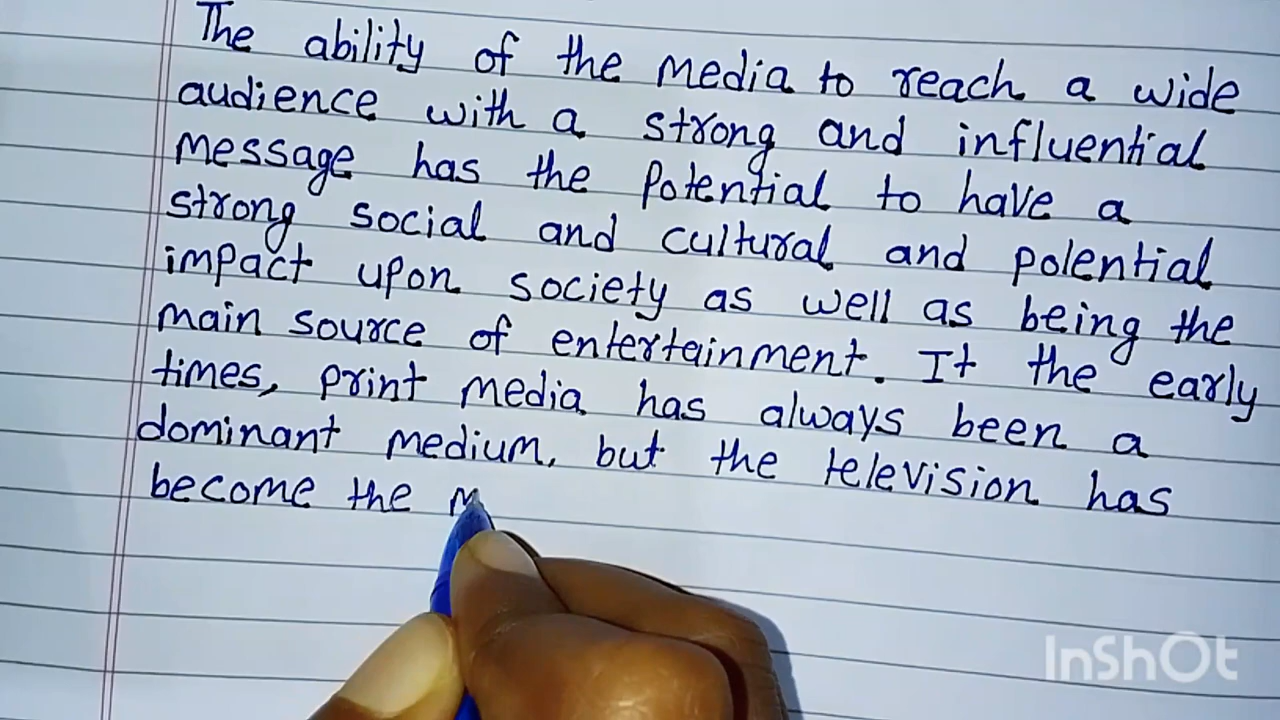 The ability of the media to reach a wide
audience with a strong and influential
message has the potential to have a
strong social and cultural and polential
impact upon society as well as being the
main source of entertainment. It the early
times, print media has always been a
dominant medium, but the television has
become the m
InShOt